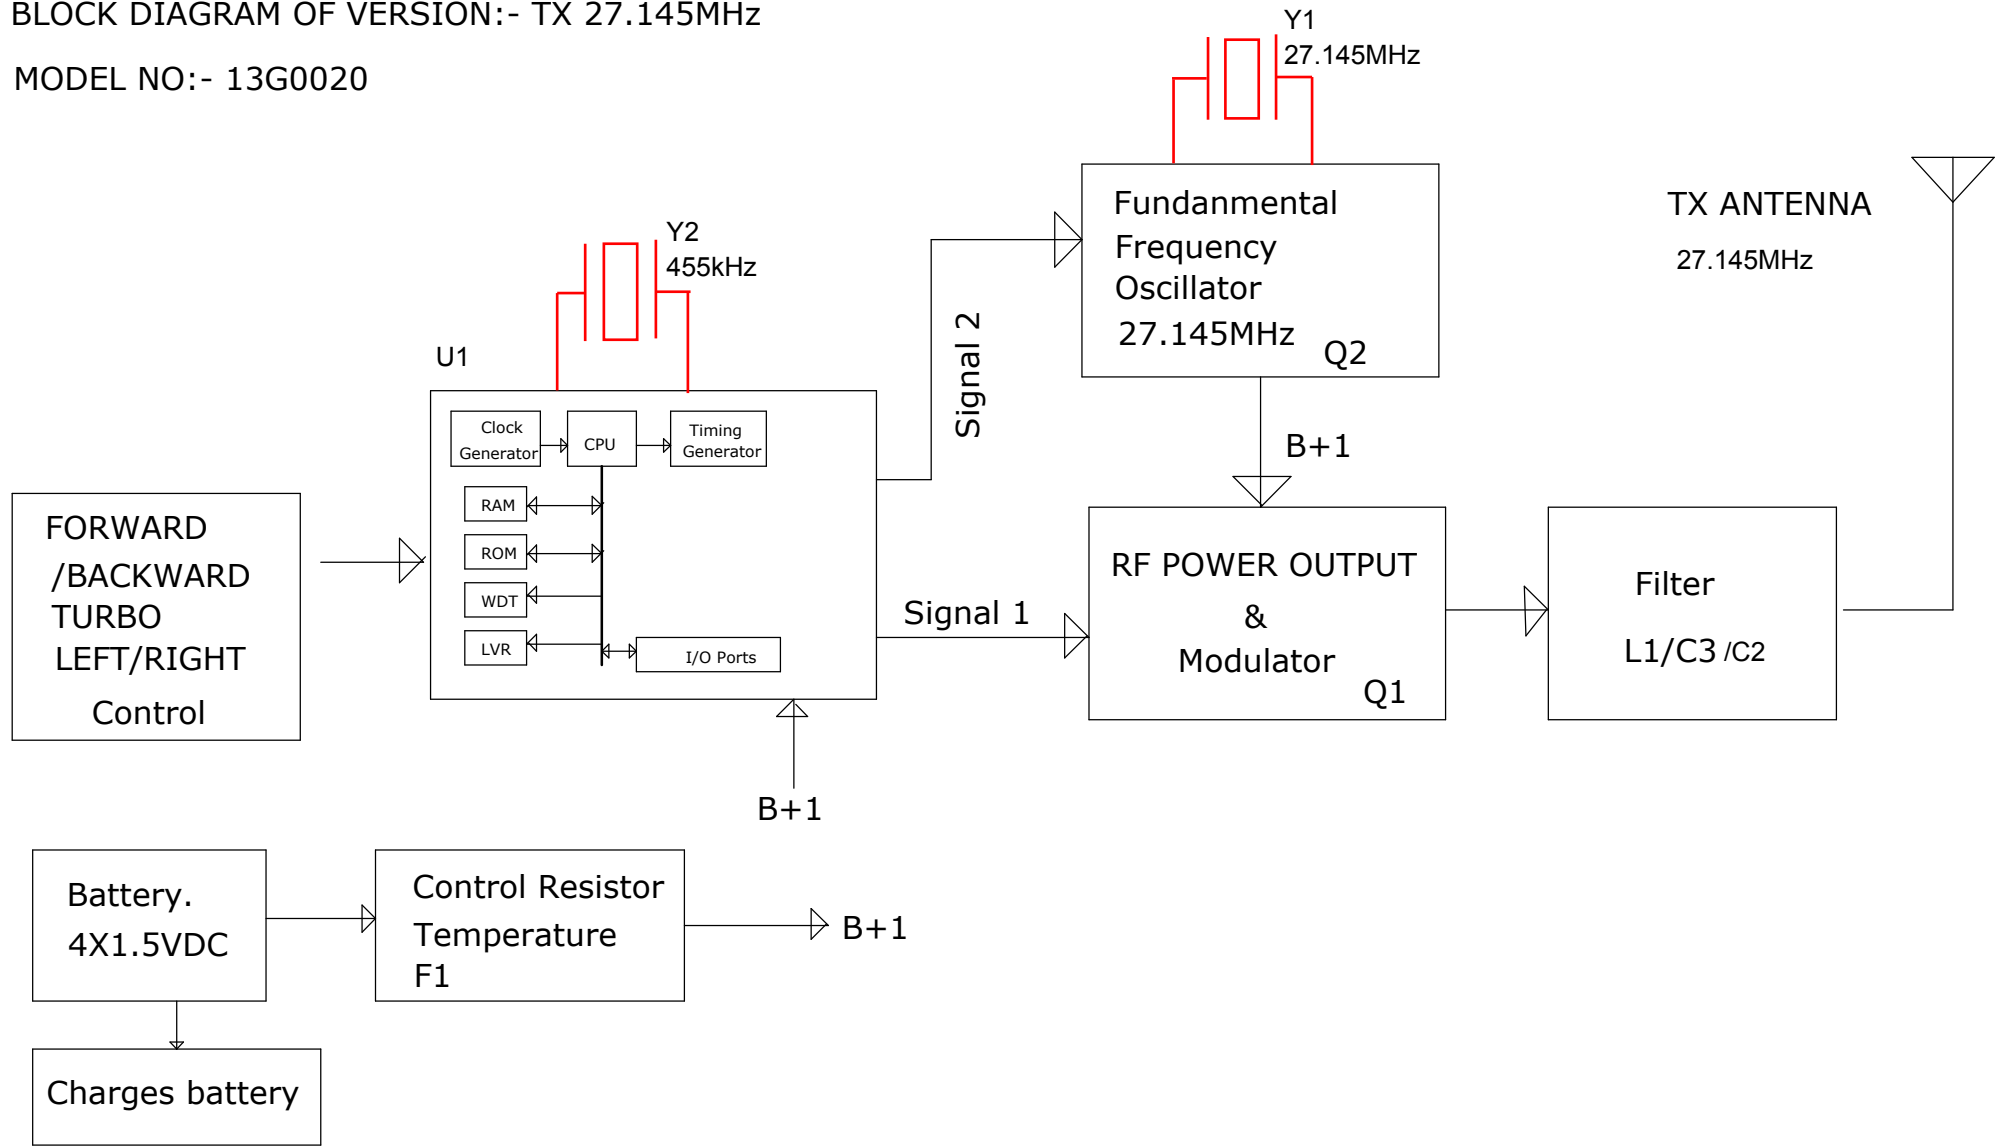 BLOCK DIAGRAM OF VERSION:- TX 27.145MHz
MODEL NO:- 13G0020
Y1
27.145MHz
Fundanmental
Frequency
Oscillator
27.145MHz
Q2
TX ANTENNA
27.145MHz
Y2
455kHz
U1
Clock
Generator
CPU
Timing
Generator
RAM
ROM
WDT
LVR
I/O Ports
Signal 2
Signal 1
B+1
FORWARD
/BACKWARD
TURBO
LEFT/RIGHT
Control
RF POWER OUTPUT
&
Modulator
Q1
Filter
L1/C3 /C2
B+1
Battery.
4X1.5VDC
Control Resistor
Temperature
F1
B+1
Charges battery